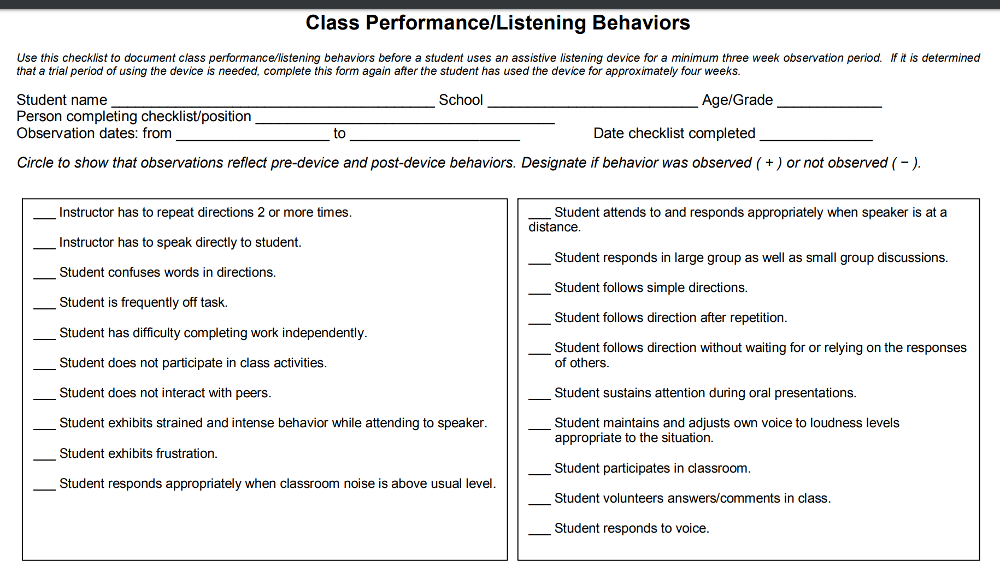 Class Performance/Listening Behaviors
Use this checklist to document class performance/listening behaviors before a student uses an assistive listening device for a minimum three week observation period.  If it is determined
that a trial period of using the device is needed, complete this form again after the student has used the device for approximately four weeks.
Student name ________________________________________ School __________________________ Age/Grade _____________
Person completing checklist/position _____________________________________
Observation dates: from ___________________ to _____________________ Date checklist completed ______________
Circle to show that observations reflect pre-device and post-device behaviors. Designate if behavior was observed ( + ) or not observed ( − ).
___ Instructor has to repeat directions 2 or more times.
___ Instructor has to speak directly to student.
___ Student confuses words in directions.
___ Student is frequently off task.
___ Student has difficulty completing work independently.
___ Student does not participate in class activities.
___ Student does not interact with peers.
___ Student exhibits strained and intense behavior while attending to speaker.
___ Student exhibits frustration.
___ Student responds appropriately when classroom noise is above usual level.
___ Student attends to and responds appropriately when speaker is at a
distance.
___ Student responds in large group as well as small group discussions.
___ Student follows simple directions.
___ Student follows direction after repetition.
___ Student follows direction without waiting for or relying on the responses
of others.
___ Student sustains attention during oral presentations.
___ Student maintains and adjusts own voice to loudness levels
appropriate to the situation.
___ Student participates in classroom.
___ Student volunteers answers/comments in class.
___ Student responds to voice.